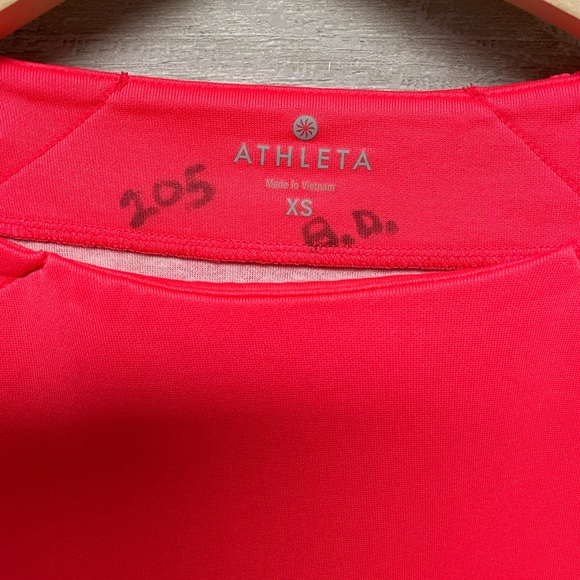 ATHLETA
Made in Vietnam
XS
205
B.D.